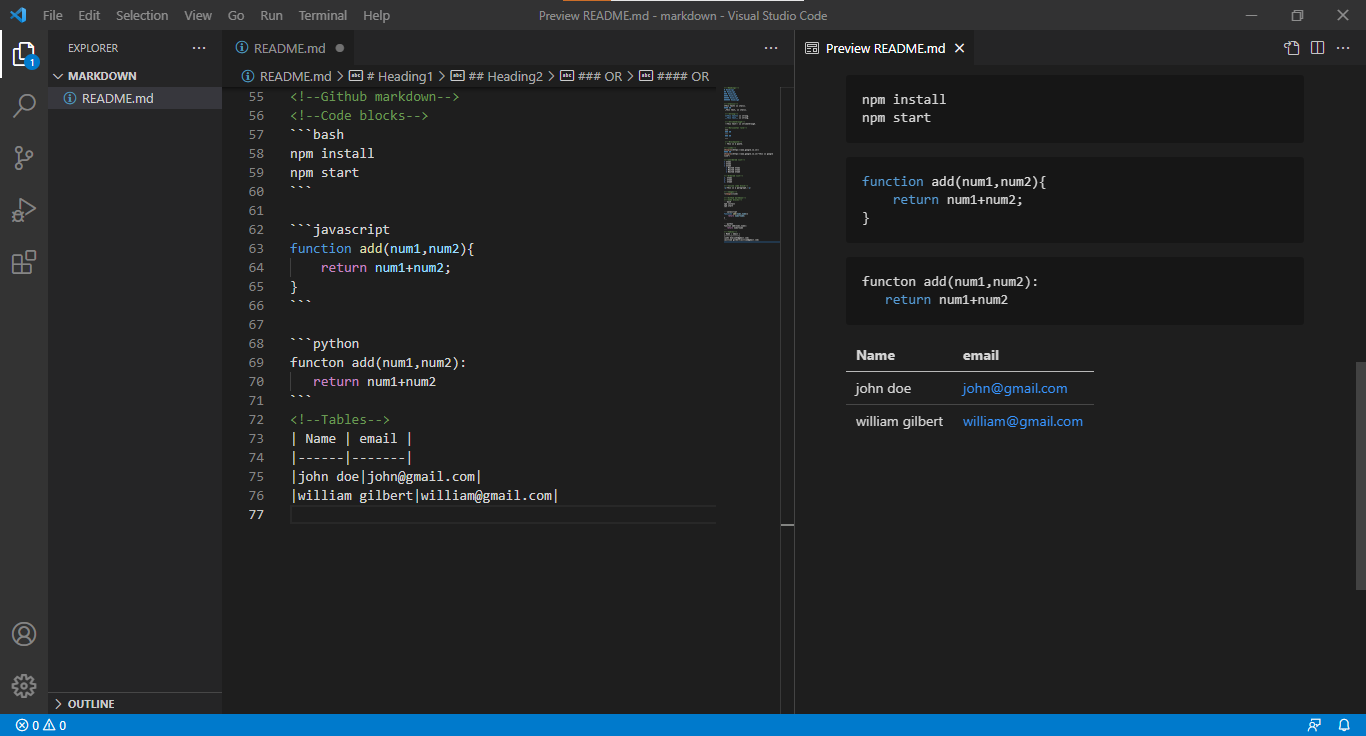 File Edit Selection View Go Run Terminal Help
Preview README.md - markdown - Visual Studio Code
EXPLORER
MARKDOWN
README.md
OUTLINE
1
README.md
README.md > # Heading1 > ## Heading2 > ### OR > #### OR
55 <!--Github markdown-->
56 <!--Code blocks-->
57 ```bash
58 npm install
59 npm start
60 ```
61
62 ```javascript
63 function add(num1,num2){
64     return num1+num2;
65 }
66 ```
67
68 ```python
69 functon add(num1,num2):
70    return num1+num2
71 ```
72 <!--Tables-->
73 | Name | email |
74 |------|-------|
75 |john doe|john@gmail.com|
76 |william gilbert|william@gmail.com|
77
Preview README.md
npm install
npm start
function add(num1,num2){
    return num1+num2;
}
functon add(num1,num2):
   return num1+num2
Name email
john doe john@gmail.com
william gilbert william@gmail.com
0 0